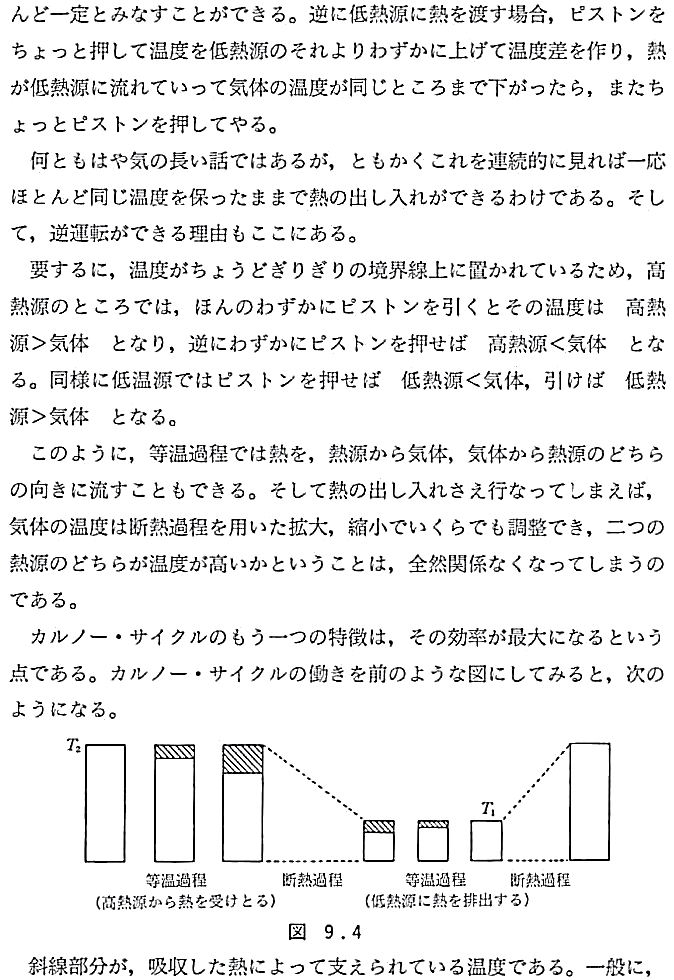 んど一定とみなすことができる。逆に低熱源に熱を渡す場合，ピストンを
ちょっと押して温度を低熱源のそれよりわずかに上げて温度差を作り，熱
が低熱源に流れていって気体の温度が同じところまで下がったら，またち
ょっとピストンを押してやる。
何ともはや気の長い話ではあるが，ともかくこれを連続的に見れば一応
ほとんど同じ温度を保ったままで熱の出し入れができるわけである。そし
て，逆運転ができる理由もここにある。
要するに，温度がちょうどぎりぎりの境界線上に置かれているため，高
熱源のところでは，ほんのわずかにピストンを引くとその温度は　高熱
源＞気体　となり，逆にわずかにピストンを押せば　高熱源＜気体　とな
る。同様に低温源ではピストンを押せば　低熱源＜気体，引けば　低熱
源＞気体　となる。
このように，等温過程では熱を，熱源から気体，気体から熱源のどちら
の向きに流すこともできる。そして熱の出し入れさえ行なってしまえば，
気体の温度は断熱過程を用いた拡大，縮小でいくらでも調整でき，二つの
熱源のどちらが温度が高いかということは，全然関係なくなってしまうの
である。
カルノー・サイクルのもう一つの特徴は，その効率が最大になるという
点である。カルノー・サイクルの働きを前のような図にしてみると，次の
ようになる。
T₂
T₁
等温過程　断熱過程　等温過程　断熱過程
（高熱源から熱を受けとる）　（低熱源に熱を排出する）
図 9.4
斜線部分が，吸収した熱によって支えられている温度である。一般に，